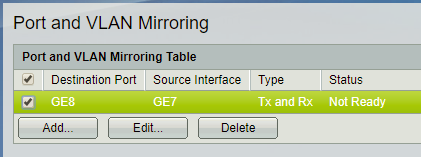 Port and VLAN Mirroring
Port and VLAN Mirroring Table
Destination Port Source Interface Type Status
GE8 GE7 Tx and Rx Not Ready
Add... Edit... Delete